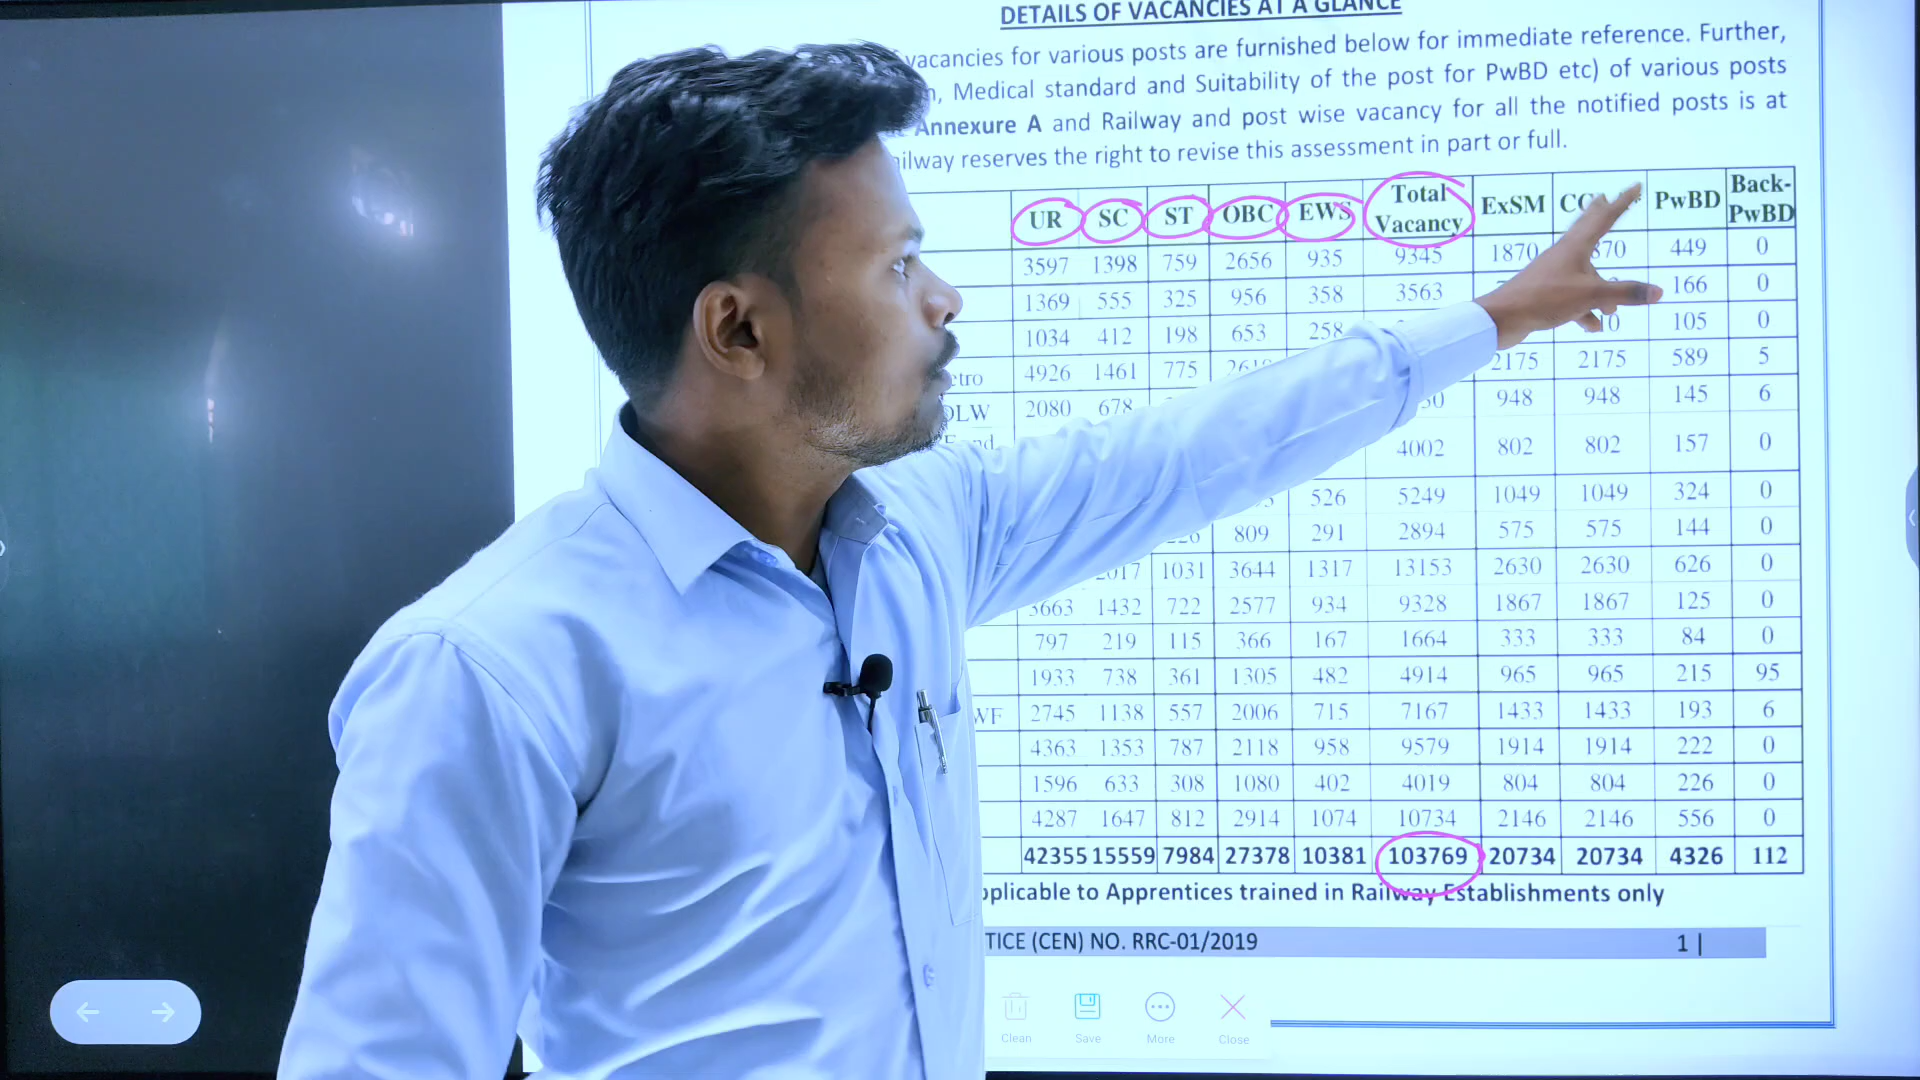 DETAILS OF VACANCIES AT A GLANCE
vacancies for various posts are furnished below for immediate reference. Further,
Medical standard and Suitability of the post for PwBD etc) of various posts
Annexure A and Railway and post wise vacancy for all the notified posts is at
Railway reserves the right to revise this assessment in part or full.
UR SC ST OBC EWS Total Vacancy ExSM PwBD Back-PwBD
3597 1398 759 2656 935 9345 1870 449 0
1369 555 325 956 358 3563 166 0
1034 412 198 653 258 105 0
4926 1461 775 2175 2175 589 5
DLW 2080 678 948 948 145 6
4002 802 802 157 0
526 5249 1049 1049 324 0
809 291 2894 575 575 144 0
2017 1031 3644 1317 13153 2630 2630 626 0
3663 1432 722 2577 934 9328 1867 1867 125 0
797 219 115 366 167 1664 333 333 84 0
1933 738 361 1305 482 4914 965 965 215 95
WF 2745 1138 557 2006 715 7167 1433 1433 193 6
4363 1353 787 2118 958 9579 1914 1914 222 0
1596 633 308 1080 402 4019 804 804 226 0
4287 1647 812 2914 1074 10734 2146 2146 556 0
42355 15559 7984 27378 10381 103769 20734 20734 4326 112
applicable to Apprentices trained in Railway Establishments only
TICE (CEN) NO. RRC-01/2019 1 |
Clean Save More Close